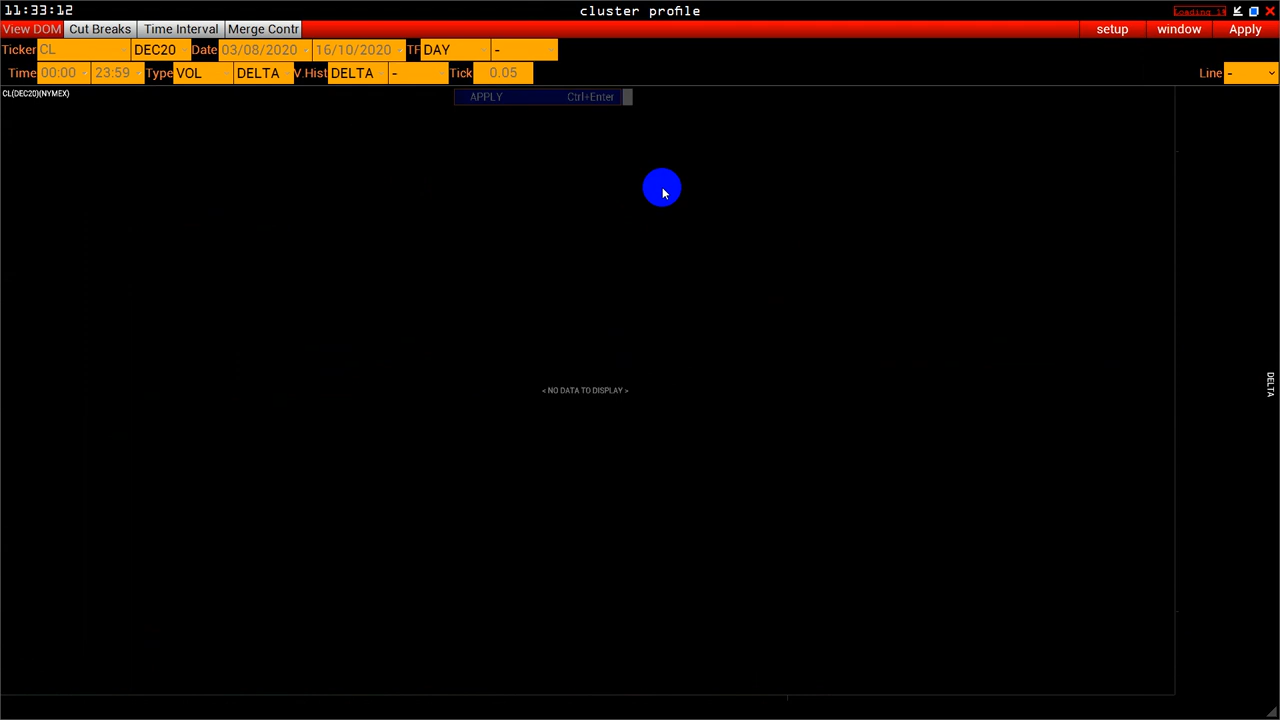 11:33:12 cluster profile Loading 1%
View DOM Cut Breaks Time Interval Merge Contr setup window Apply
Ticker CL DEC20 Date 03/08/2020 16/10/2020 TF DAY -
Time 00:00 23:59 Type VOL DELTA V.Hist DELTA - Tick 0.05 Line -
CL(DEC20)(NYMEX)
APPLY Ctrl+Enter
< NO DATA TO DISPLAY >
DELTA